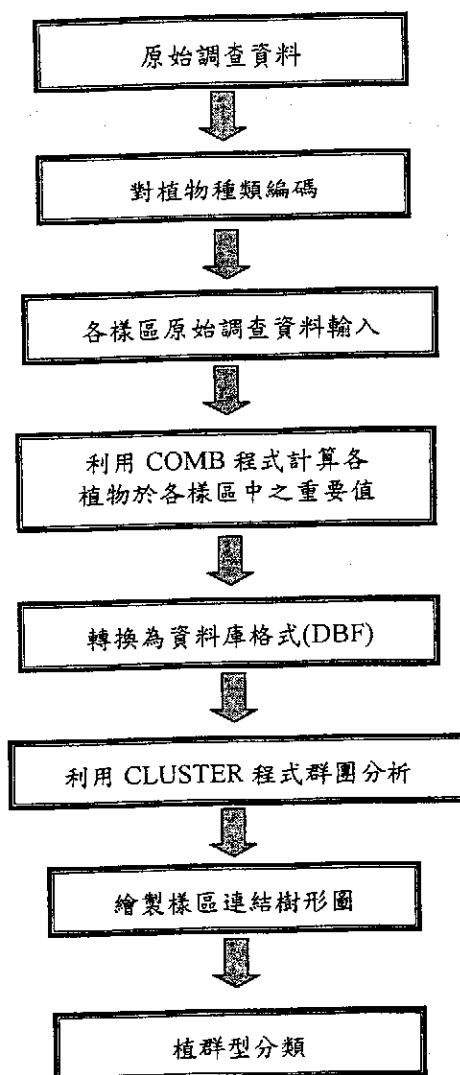 原始調查資料
對植物種類編碼
各樣區原始調查資料輸入
利用 COMB 程式計算各
植物於各樣區中之重要值
轉換為資料庫格式(DBF)
利用 CLUSTER 程式群團分析
繪製樣區連結樹形圖
植群型分類